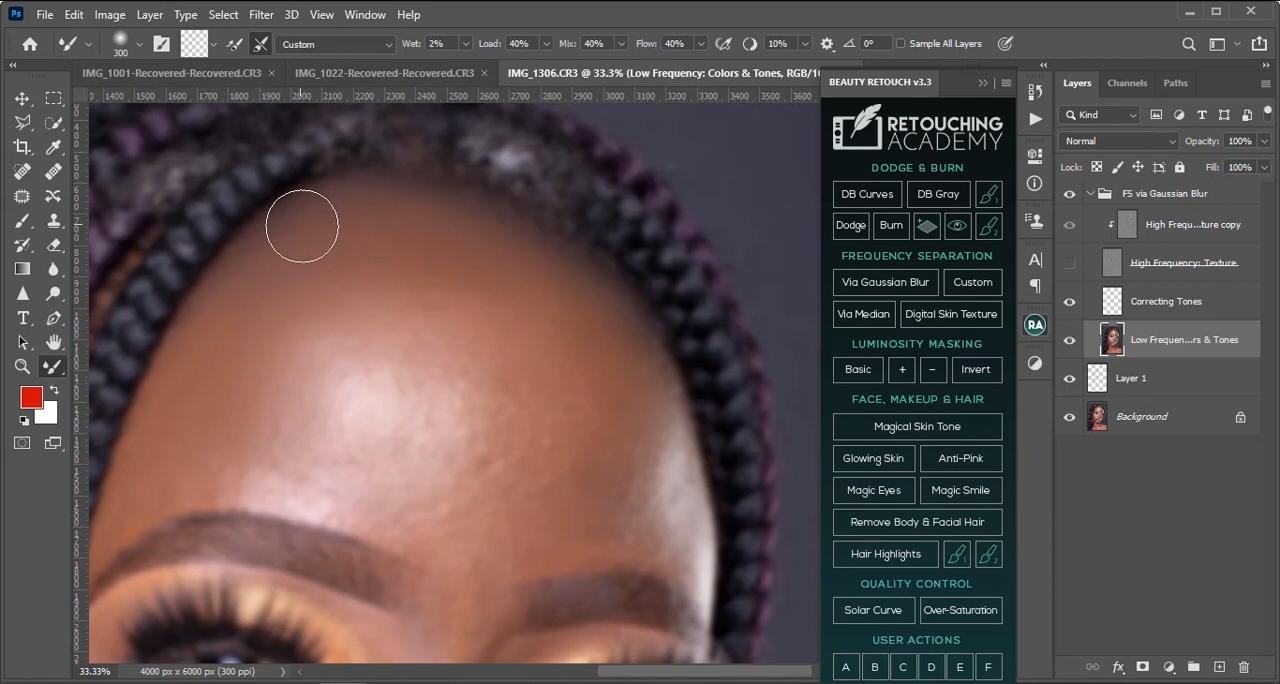 Ps File Edit Image Layer Type Select Filter 3D View Window Help
300 Custom Wet: 2% Load: 40% Mix: 40% Flow: 40% 10% 0° Sample All Layers
IMG_1001-Recovered-Recovered.CR3 × IMG_1022-Recovered-Recovered.CR3 × IMG_1306.CR3 @ 33.3% (Low Frequency: Colors & Tones, RGB/16
1400 1500 1600 1700 1800 1900 2000 2100 2200 2300 2400 2500 2600 2700 2800 2900 3000 3100 3200 3300 3400 3500 3600
BEAUTY RETOUCH v3.3
RETOUCHING
ACADEMY
DODGE & BURN
DB Curves DB Gray 1
Dodge Burn 2
FREQUENCY SEPARATION
Via Gaussian Blur Custom
Via Median Digital Skin Texture
LUMINOSITY MASKING
Basic + − Invert
FACE, MAKEUP & HAIR
Magical Skin Tone
Glowing Skin Anti-Pink
Magic Eyes Magic Smile
Remove Body & Facial Hair
Hair Highlights 1 2
QUALITY CONTROL
Solar Curve Over-Saturation
USER ACTIONS
A B C D E F
RA
Layers Channels Paths
Kind
Normal Opacity: 100%
Lock: Fill: 100%
FS via Gaussian Blur
High Frequ...ture copy
High Frequency: Texture
Correcting Tones
Low Frequen...rs & Tones
Layer 1
Background
fx
33.33% 4000 px x 6000 px (300 ppi)